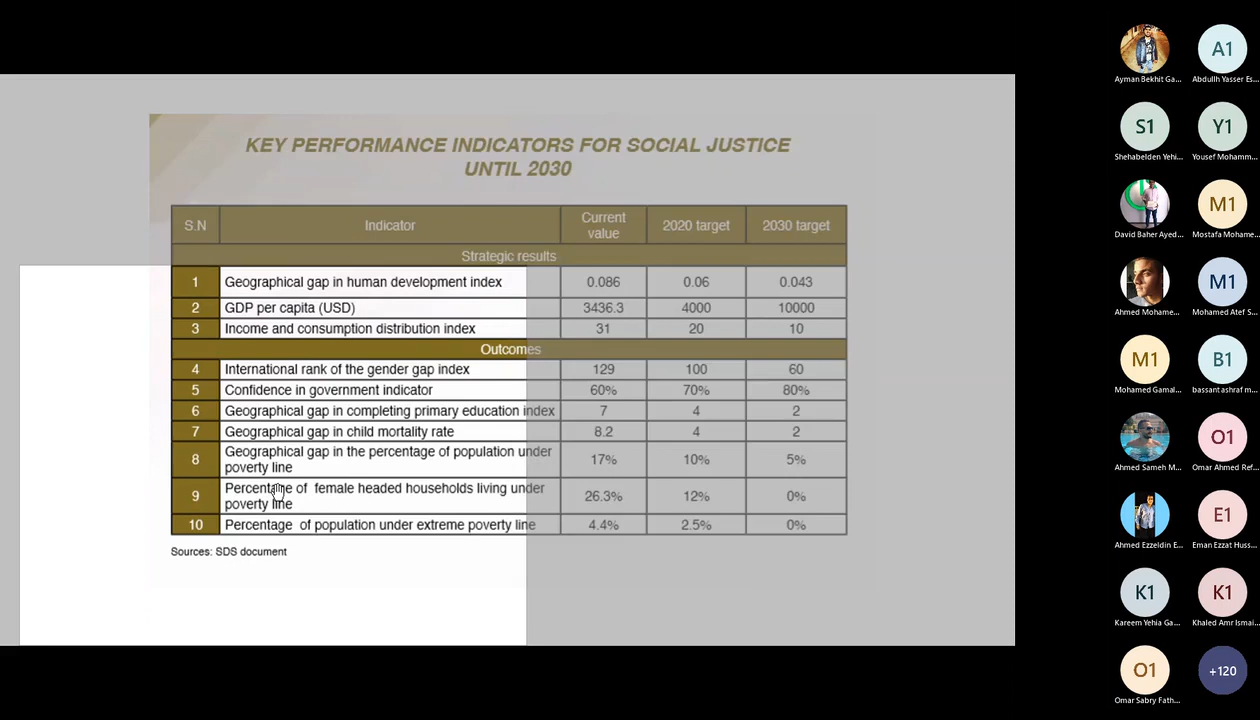 KEY PERFORMANCE INDICATORS FOR SOCIAL JUSTICE
UNTIL 2030
S.N Indicator Current value 2020 target 2030 target
Strategic results
1 Geographical gap in human development index 0.086 0.06 0.043
2 GDP per capita (USD) 3436.3 4000 10000
3 Income and consumption distribution index 31 20 10
Outcomes
4 International rank of the gender gap index 129 100 60
5 Confidence in government indicator 60% 70% 80%
6 Geographical gap in completing primary education index 7 4 2
7 Geographical gap in child mortality rate 8.2 4 2
8 Geographical gap in the percentage of population under poverty line 17% 10% 5%
9 Percentage of female headed households living under poverty line 26.3% 12% 0%
10 Percentage of population under extreme poverty line 4.4% 2.5% 0%
Sources: SDS document
Ayman Bekhit Ga...
A1
Abdullh Yasser Es...
S1
Shehabelden Yehi...
Y1
Yousef Mohamm...
David Baher Ayed...
M1
Mostafa Mohame...
Ahmed Mohame...
M1
Mohamed Atef S...
M1
Mohamed Gamal...
B1
bassant ashraf m...
Ahmed Sameh M...
O1
Omar Ahmed Ref...
Ahmed Ezzeldin E...
E1
Eman Ezzat Huss...
K1
Kareem Yehia Ga...
K1
Khaled Amr Ismai...
O1
Omar Sabry Fath...
+120